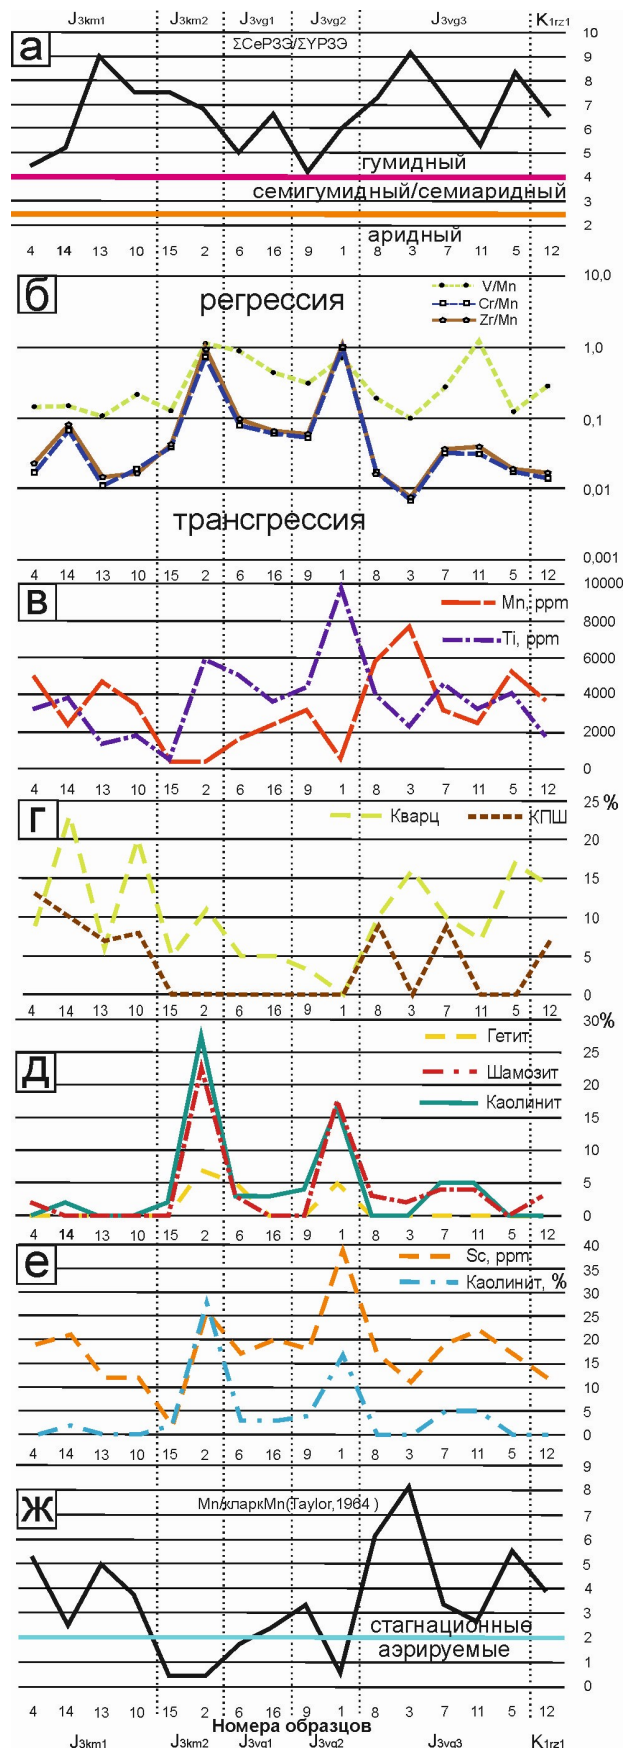 J3km1 J3km2 J3vg1 J3vg2 J3vg3 K1rz1
а
ΣCeРЗЭ/ΣYРЗЭ
10
9
8
7
6
5
гумидный
4
семигумидный/семиаридный
3
2
аридный
4 14 13 10 15 2 6 16 9 1 8 3 7 11 5 12
б
10,0
регрессия
V/Mn
Cr/Mn
Zr/Mn
1,0
0,1
0,01
трансгрессия
0,001
4 14 13 10 15 2 6 16 9 1 8 3 7 11 5 12
в
10000
Mn, ppm
8000
Ti, ppm
6000
4000
2000
0
4 14 13 10 15 2 6 16 9 1 8 3 7 11 5 12
г
25 %
Кварц КПШ
20
15
10
5
0
4 14 13 10 15 2 6 16 9 1 8 3 7 11 5 12
д
30%
Гетит
25
Шамозит
20
Каолинит
15
10
5
0
4 14 13 10 15 2 6 16 9 1 8 3 7 11 5 12
е
40
Sc, ppm
35
Каолинит, %
30
25
20
15
10
5
0
4 14 13 10 15 2 6 16 9 1 8 3 7 11 5 12
ж
9
Mn/кларкMn(Taylor,1964 )
8
7
6
5
4
3
стагнационные
2
аэрируемые
1
0
4 14 13 10 15 2 6 16 9 1 8 3 7 11 5 12
Номера образцов
J3km1 J3km2 J3vg1 J3vg2 J3vg3 K1rz1